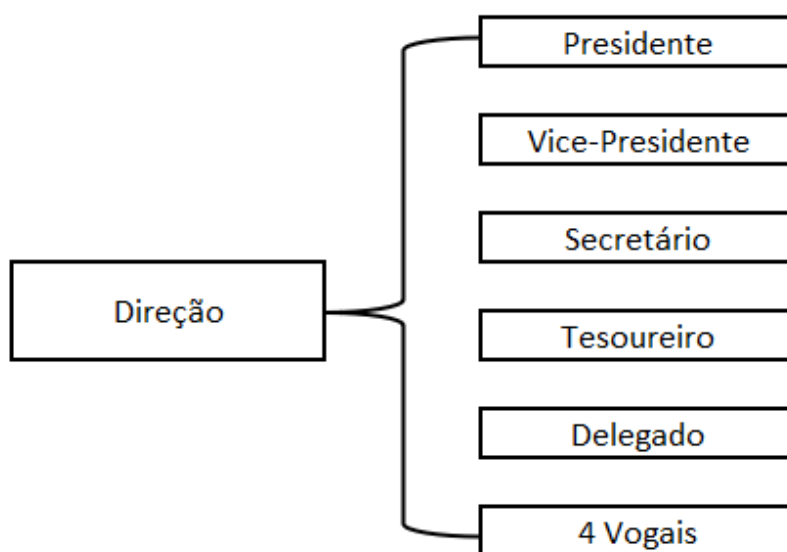 Presidente
Vice-Presidente
Secretário
Direção
Tesoureiro
Delegado
4 Vogais